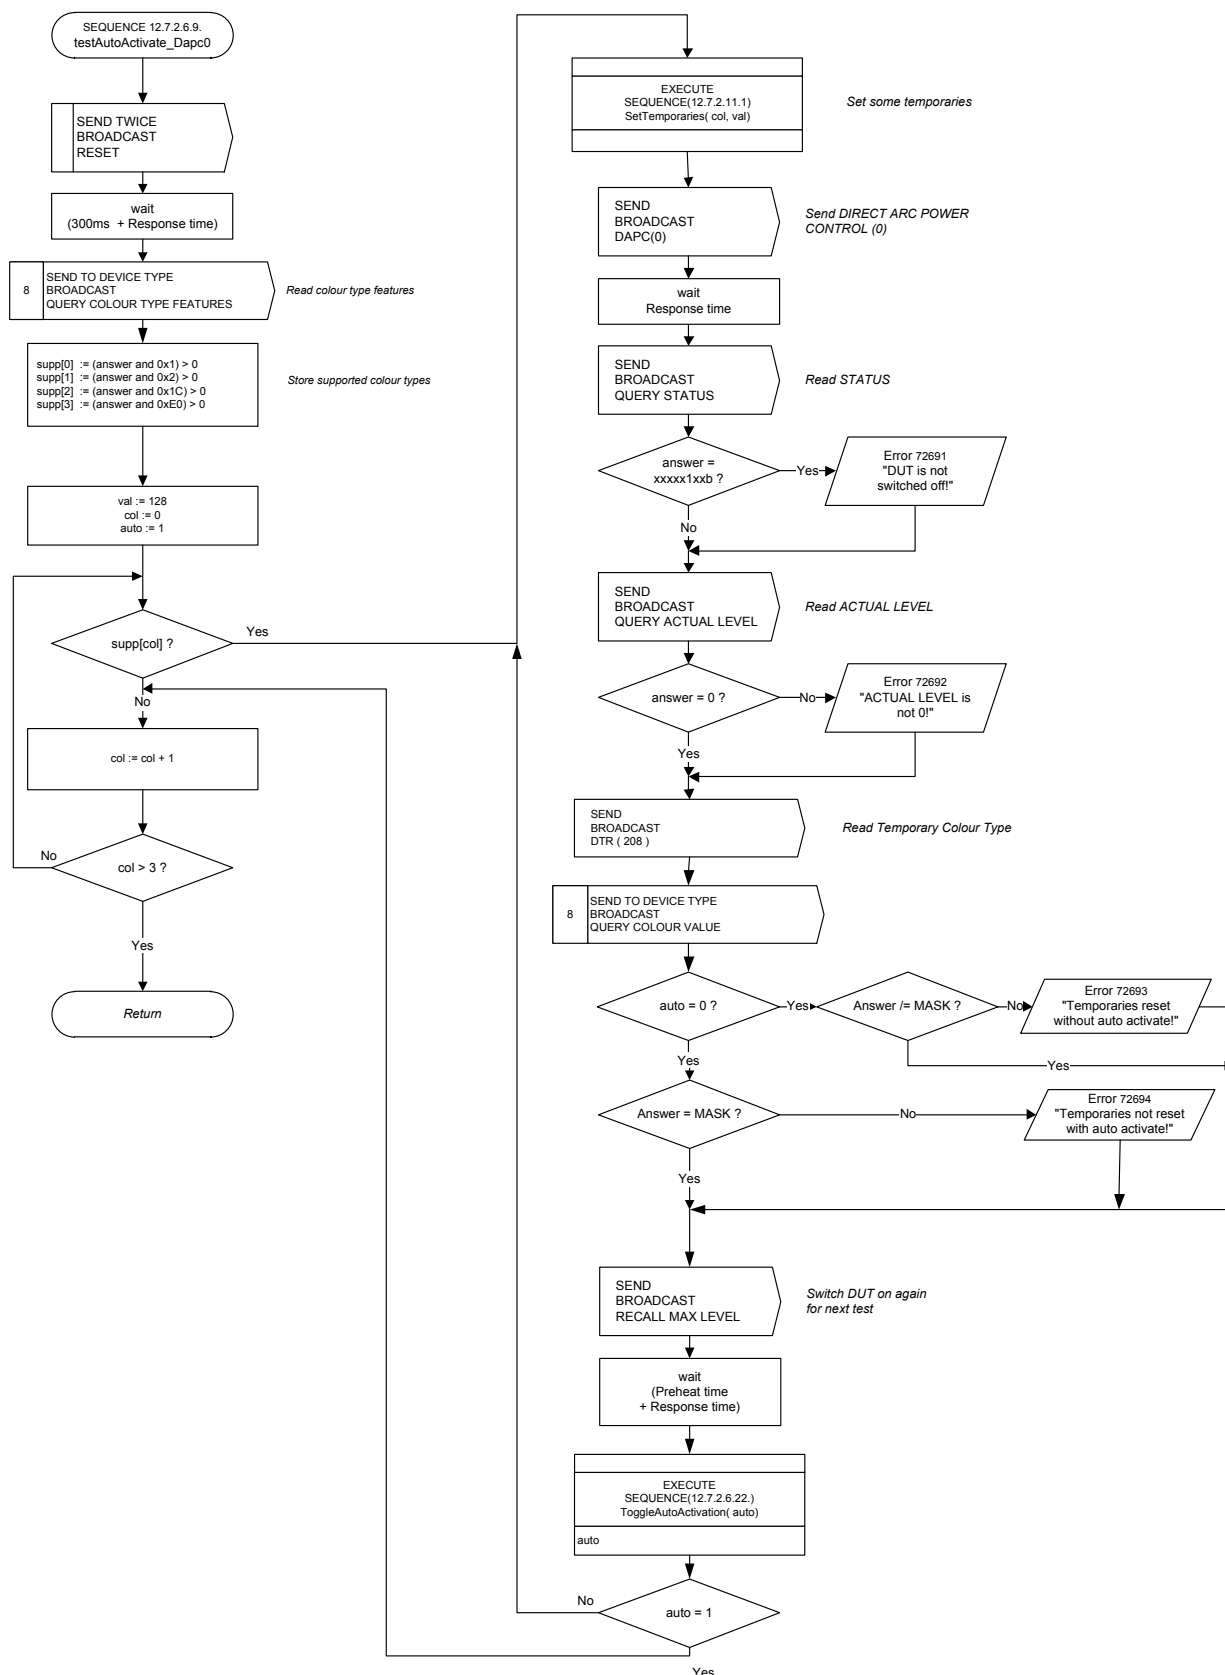 SEQUENCE 12.7.2.6.9.
testAutoActivate_Dapc0
SEND TWICE
BROADCAST
RESET
wait
(300ms + Response time)
8
SEND TO DEVICE TYPE
BROADCAST
QUERY COLOUR TYPE FEATURES
Read colour type features
supp[0] := (answer and 0x1) > 0
supp[1] := (answer and 0x2) > 0
supp[2] := (answer and 0x1C) > 0
supp[3] := (answer and 0xE0) > 0
Store supported colour types
val := 128
col := 0
auto := 1
supp[col] ?
Yes
No
col := col + 1
col > 3 ?
No
Yes
Return
EXECUTE
SEQUENCE(12.7.2.11.1)
SetTemporaries( col, val)
Set some temporaries
SEND
BROADCAST
DAPC(0)
Send DIRECT ARC POWER
CONTROL (0)
wait
Response time
SEND
BROADCAST
QUERY STATUS
Read STATUS
answer =
xxxxx1xxb ?
Yes
Error 72691
"DUT is not
switched off!"
No
SEND
BROADCAST
QUERY ACTUAL LEVEL
Read ACTUAL LEVEL
answer = 0 ?
No
Error 72692
"ACTUAL LEVEL is
not 0!"
Yes
SEND
BROADCAST
DTR ( 208 )
Read Temporary Colour Type
8
SEND TO DEVICE TYPE
BROADCAST
QUERY COLOUR VALUE
auto = 0 ?
Yes
Answer /= MASK ?
No
Error 72693
"Temporaries reset
without auto activate!"
Yes
Yes
Answer = MASK ?
No
Error 72694
"Temporaries not reset
with auto activate!"
Yes
SEND
BROADCAST
RECALL MAX LEVEL
Switch DUT on again
for next test
wait
(Preheat time
+ Response time)
EXECUTE
SEQUENCE(12.7.2.6.22.)
ToggleAutoActivation( auto)
auto
auto = 1
No
Yes